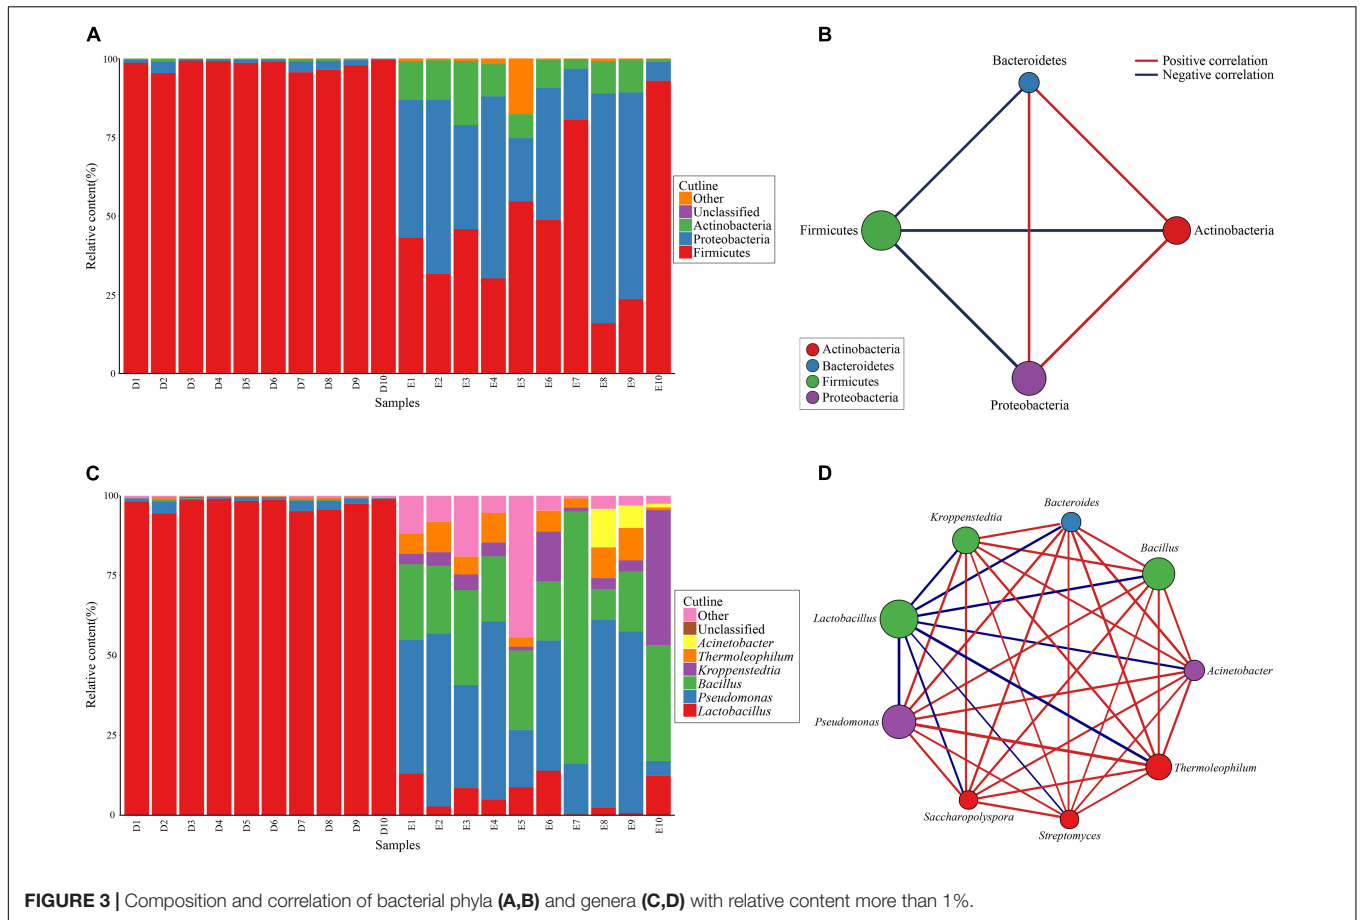 A
100
75
50
25
0
Relative content(%)
D1 D2 D3 D4 D5 D6 D7 D8 D9 D10 E1 E2 E3 E4 E5 E6 E7 E8 E9 E10
Samples
Cutline
Other
Unclassified
Actinobacteria
Proteobacteria
Firmicutes
B
Positive correlation
Negative correlation
Bacteroidetes
Firmicutes
Actinobacteria
Proteobacteria
Actinobacteria
Bacteroidetes
Firmicutes
Proteobacteria
C
100
75
50
25
0
Relative content(%)
D1 D2 D3 D4 D5 D6 D7 D8 D9 D10 E1 E2 E3 E4 E5 E6 E7 E8 E9 E10
Samples
Cutline
Other
Unclassified
Acinetobacter
Thermoleophilum
Kroppenstedtia
Bacillus
Pseudomonas
Lactobacillus
D
Bacteroides
Kroppenstedtia
Bacillus
Lactobacillus
Acinetobacter
Pseudomonas
Thermoleophilum
Saccharopolyspora
Streptomyces
FIGURE 3 | Composition and correlation of bacterial phyla (A,B) and genera (C,D) with relative content more than 1%.